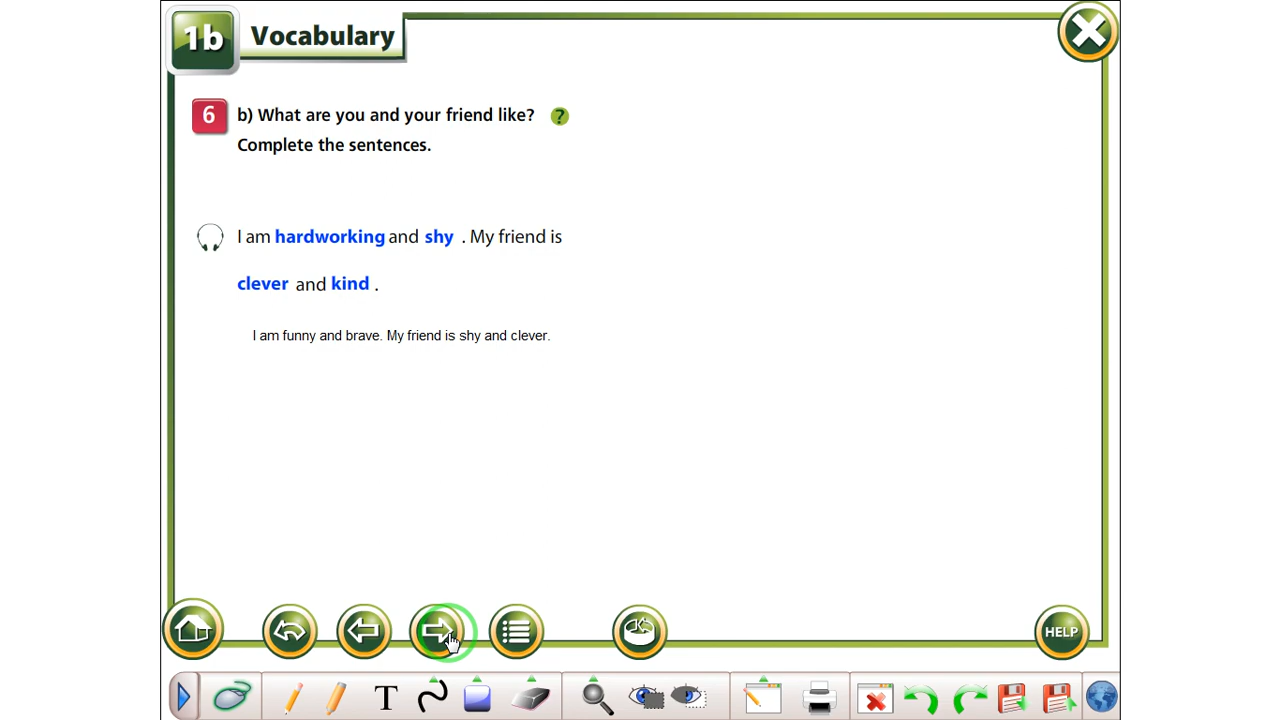 1b Vocabulary
6 b) What are you and your friend like? ?
Complete the sentences.
I am hardworking and shy . My friend is
clever and kind .
I am funny and brave. My friend is shy and clever.
HELP
T